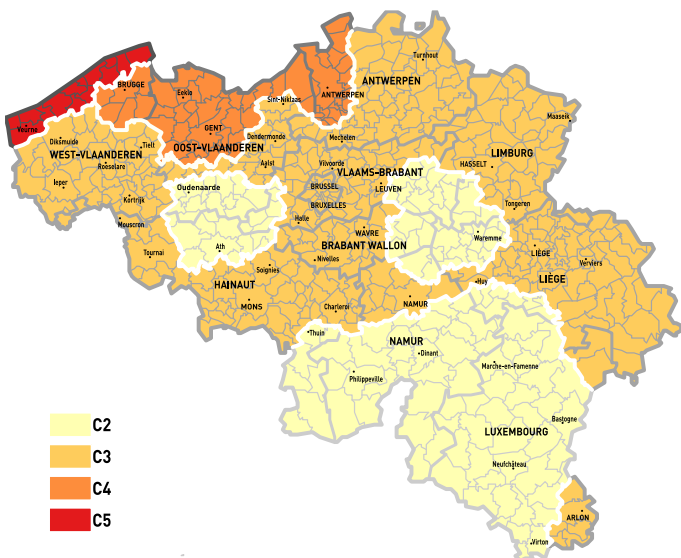 Turnhout
ANTWERPEN
BRUGGE
Eeklo
ANTWERPEN
Sint-Niklaas
Maaseik
Veurne
GENT
Diksmuide
Tielt
OOST-VLAANDEREN
Dendermonde
Mechelen
WEST-VLAANDEREN
Roeselare
Aalst
Vilvoorde
VLAAMS-BRABANT
HASSELT
LIMBURG
Ieper
Oudenaarde
BRUSSEL
LEUVEN
Kortrijk
BRUXELLES
Tongeren
Mouscron
Halle
WAVRE
Waremme
Tournai
Ath
BRABANT WALLON
LIÈGE
Nivelles
Verviers
Soignies
HAINAUT
Huy
LIÈGE
MONS
Charleroi
NAMUR
Thuin
NAMUR
Dinant
Marche-en-Famenne
Philippeville
Bastogne
C2
LUXEMBOURG
C3
Neufchâteau
C4
C5
ARLON
Virton